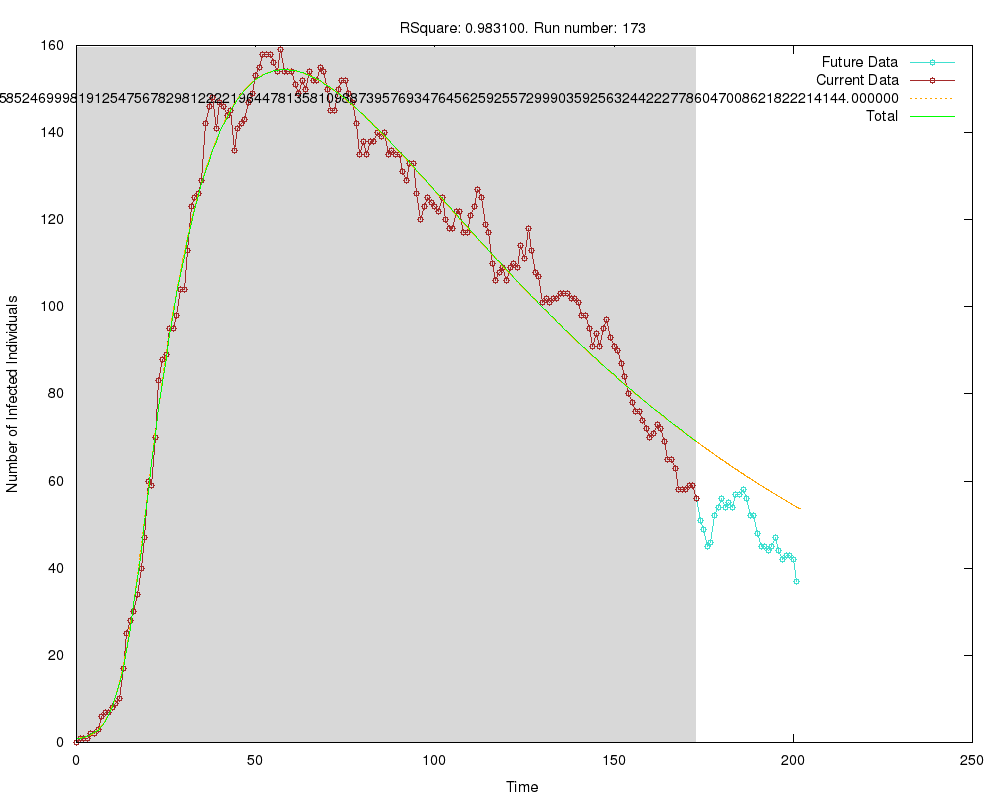 RSquare: 0.983100. Run number: 173
160
Future Data
Current Data
Total
140
120
100
80
60
40
20
0
Number of Infected Individuals
0 50 100 150 200 250
Time